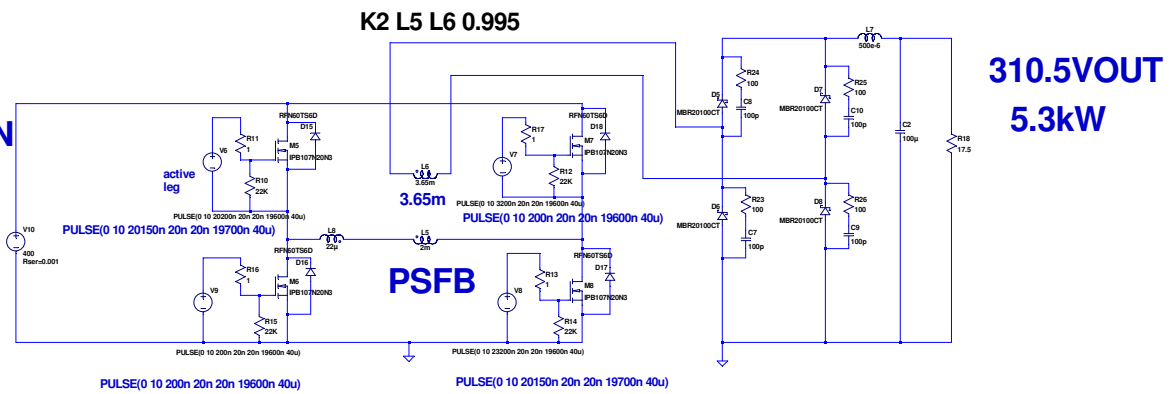 K2 L5 L6 0.995
L7
500e-6
310.5VOUT
5.3kW
N
RFN60TS6D
D15
R11
1
V6
M5
IPB107N20N3
active
leg
R10
22K
PULSE(0 10 20200n 20n 20n 19600n 40u)
PULSE(0 10 20150n 20n 20n 19700n 40u)
L6
3.65m
3.65m
RFN60TS6D
D18
R17
1
V7
M7
IPB107N20N3
R12
22K
PULSE(0 10 3200n 20n 20n 19600n 40u)
PULSE(0 10 200n 20n 20n 19600n 40u)
R24
100
D5
MBR20100CT
C8
100p
R25
100
D7
MBR20100CT
C10
100p
C2
100µ
R18
17.5
V10
400
Rser=0.001
L8
22µ
L5
2m
PSFB
RFN60TS6D
D16
R16
1
V9
M6
IPB107N20N3
R15
22K
PULSE(0 10 200n 20n 20n 19600n 40u)
PULSE(0 10 200n 20n 20n 19600n 40u)
RFN60TS6D
D17
R13
1
V8
M8
IPB107N20N3
R14
22K
PULSE(0 10 23200n 20n 20n 19600n 40u)
PULSE(0 10 20150n 20n 20n 19700n 40u)
D6
MBR20100CT
R23
100
C7
100p
D8
MBR20100CT
R26
100
C9
100p